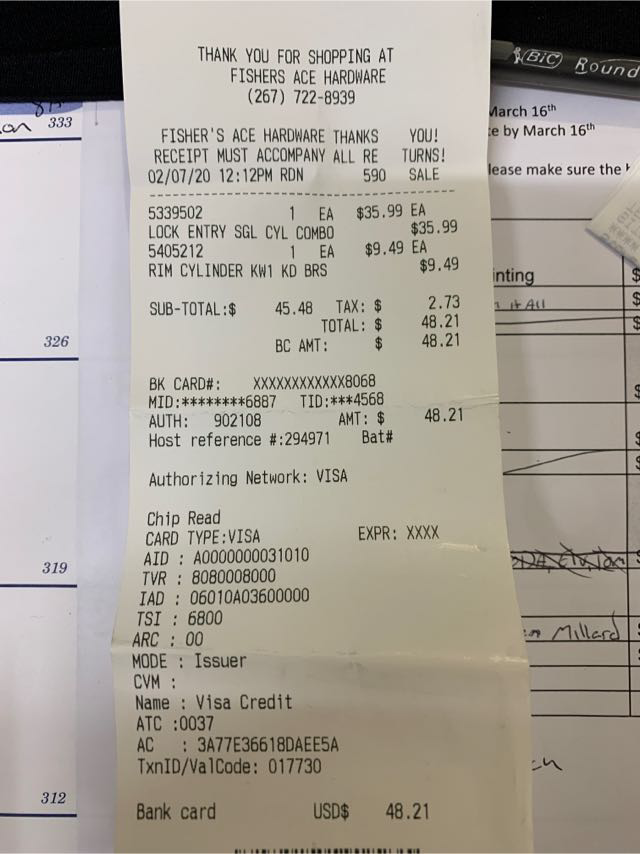 THANK YOU FOR SHOPPING AT
FISHERS ACE HARDWARE
(267) 722-8939
FISHER'S ACE HARDWARE THANKS YOU!
RECEIPT MUST ACCOMPANY ALL RE TURNS!
02/07/20 12:12PM RDN 590 SALE
5339502 1 EA $35.99 EA
LOCK ENTRY SGL CYL COMBO $35.99
5405212 1 EA $9.49 EA
RIM CYLINDER KW1 KD BRS $9.49
SUB-TOTAL:$ 45.48 TAX: $ 2.73
TOTAL: $ 48.21
BC AMT: $ 48.21
BK CARD#: XXXXXXXXXXXX8068
MID:********6887 TID:***4568
AUTH: 902108 AMT: $ 48.21
Host reference #:294971 Bat#
Authorizing Network: VISA
Chip Read
CARD TYPE:VISA EXPR: XXXX
AID : A0000000031010
TVR : 8080008000
IAD : 06010A03600000
TSI : 6800
ARC : 00
MODE : Issuer
CVM :
Name : Visa Credit
ATC :0037
AC : 3A77E36618DAEE5A
TxnID/ValCode: 017730
Bank card USD$ 48.21
333
326
319
312
BIC Round
March 16th
by March 16th
please make sure the
inting
it All
Millard